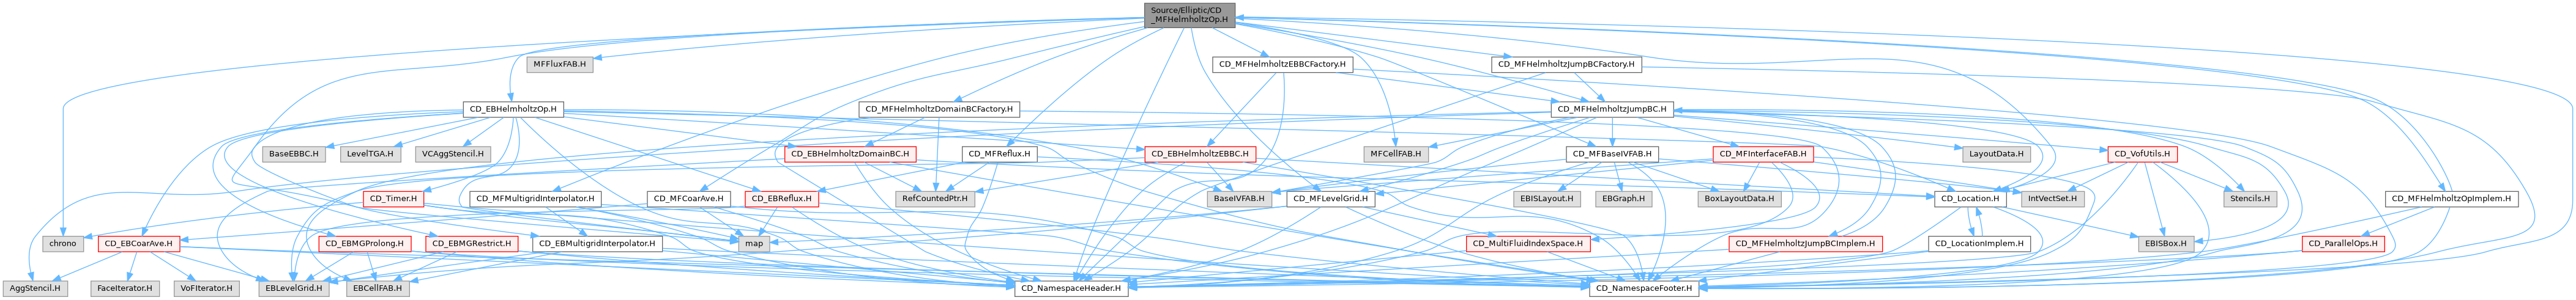 Source/Elliptic/CD
_MFHelmholtzOp.H
MFFluxFAB.H
CD_MFHelmholtzEBBCFactory.H
CD_MFHelmholtzJumpBCFactory.H
CD_EBHelmholtzOp.H
CD_MFHelmholtzDomainBCFactory.H
CD_MFHelmholtzJumpBC.H
BaseEBBC.H
LevelTGA.H
VCAggStencil.H
CD_EBHelmholtzDomainBC.H
CD_MFReflux.H
CD_EBHelmholtzEBBC.H
MFCellFAB.H
CD_MFBaseIVFAB.H
CD_MFInterfaceFAB.H
LayoutData.H
CD_VofUtils.H
CD_Timer.H
CD_MFMultigridInterpolator.H
CD_MFCoarAve.H
CD_EBReflux.H
RefCountedPtr.H
BaseIVFAB.H
CD_MFLevelGrid.H
EBISLayout.H
EBGraph.H
BoxLayoutData.H
CD_Location.H
IntVectSet.H
Stencils.H
CD_MFHelmholtzOpImplem.H
chrono
CD_EBCoarAve.H
CD_EBMGProlong.H
CD_EBMGRestrict.H
CD_EBMultigridInterpolator.H
map
CD_MultiFluidIndexSpace.H
CD_MFHelmholtzJumpBCImplem.H
CD_LocationImplem.H
EBISBox.H
CD_ParallelOps.H
AggStencil.H
FaceIterator.H
VoFIterator.H
EBLevelGrid.H
EBCellFAB.H
CD_NamespaceHeader.H
CD_NamespaceFooter.H